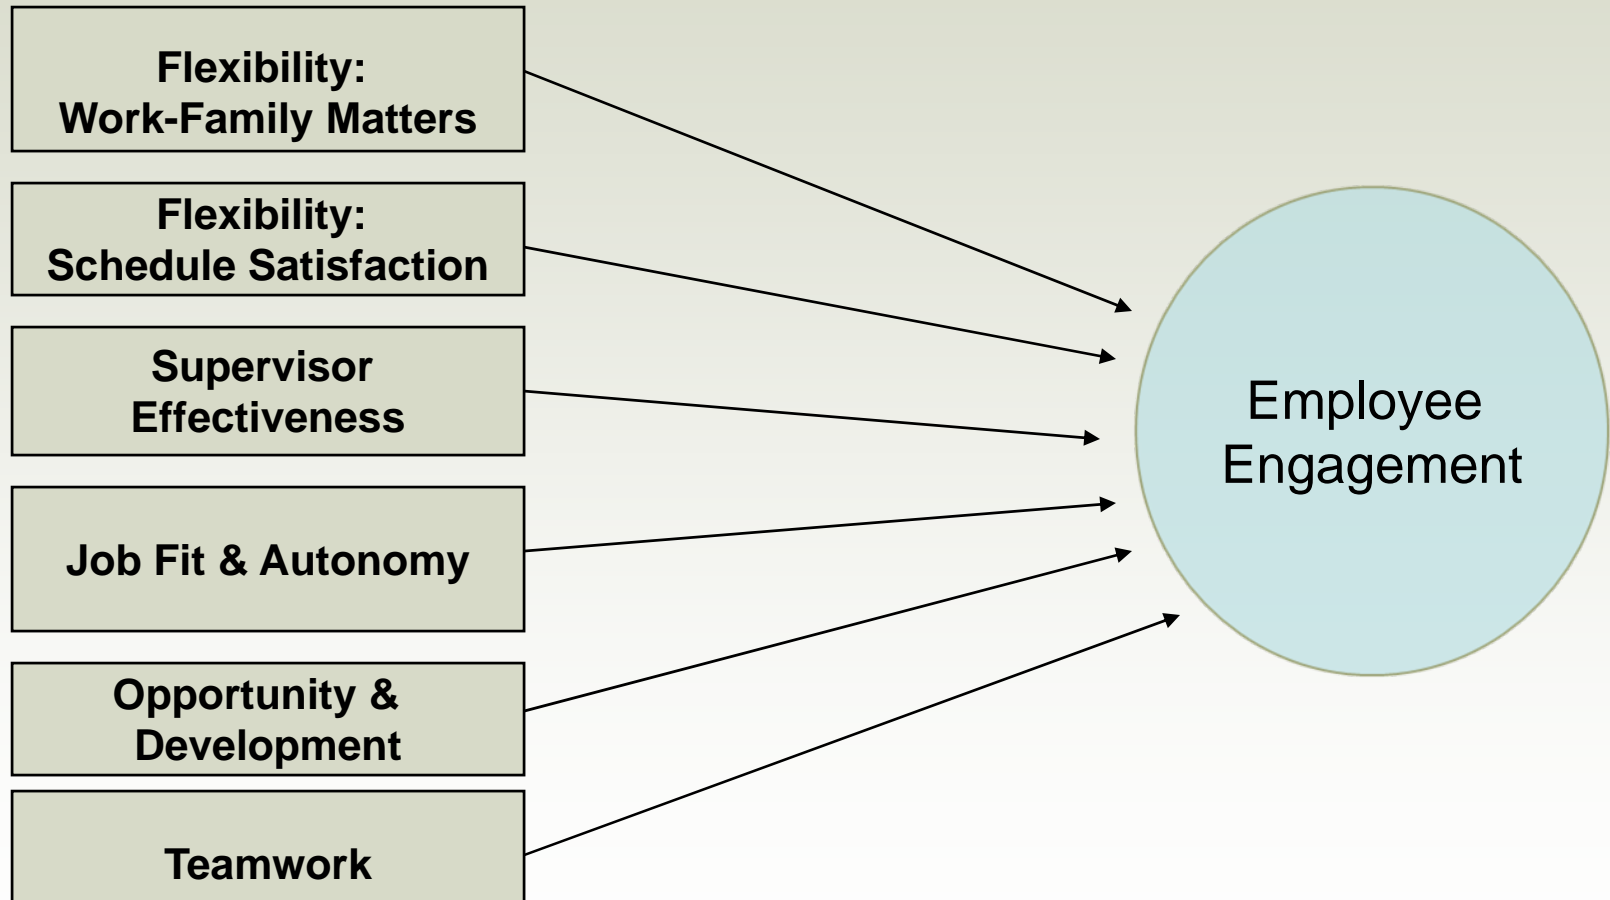 Flexibility:
Work-Family Matters
Flexibility:
Schedule Satisfaction
Supervisor
Effectiveness
Job Fit & Autonomy
Opportunity &
Development
Teamwork
Employee
Engagement